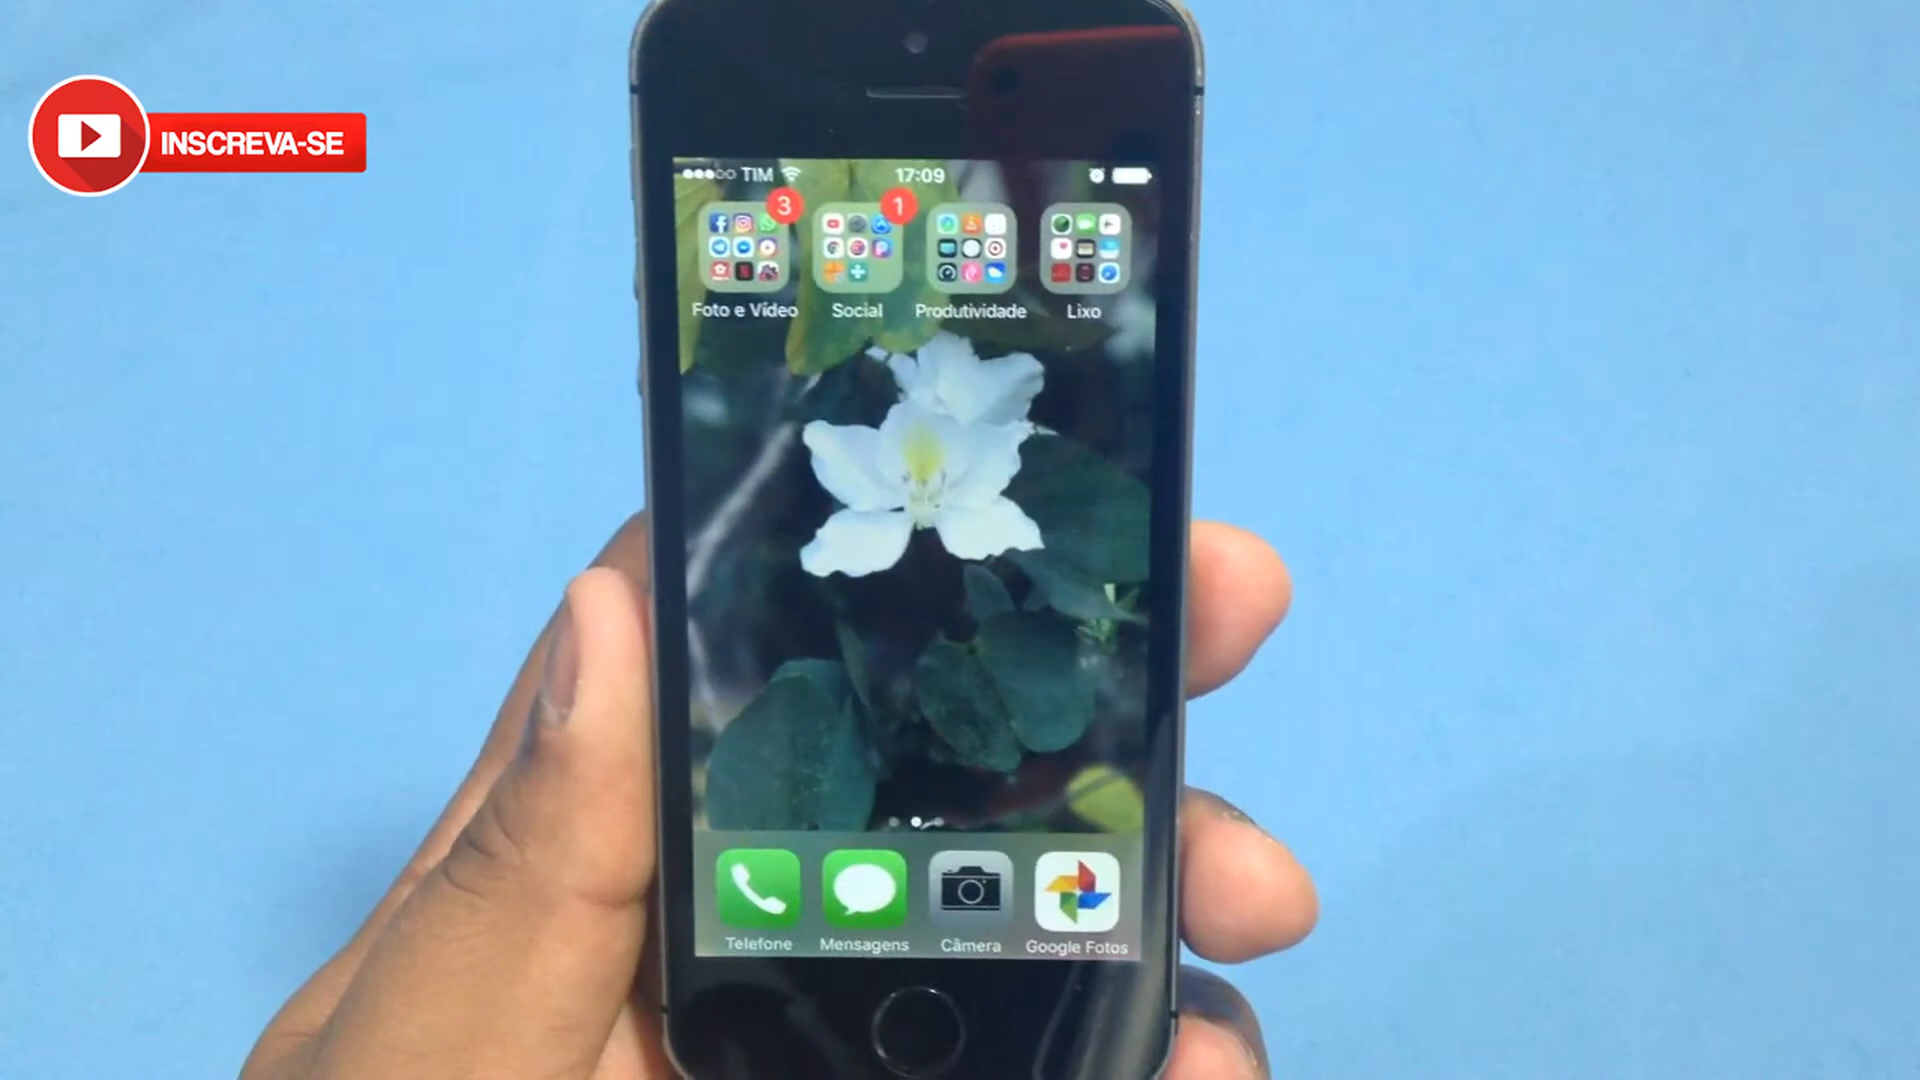 INSCREVA-SE
TIM 17:09
3 1
Foto e Vídeo Social Produtividade Lixo
Telefone Mensagens Câmera Google Fotos